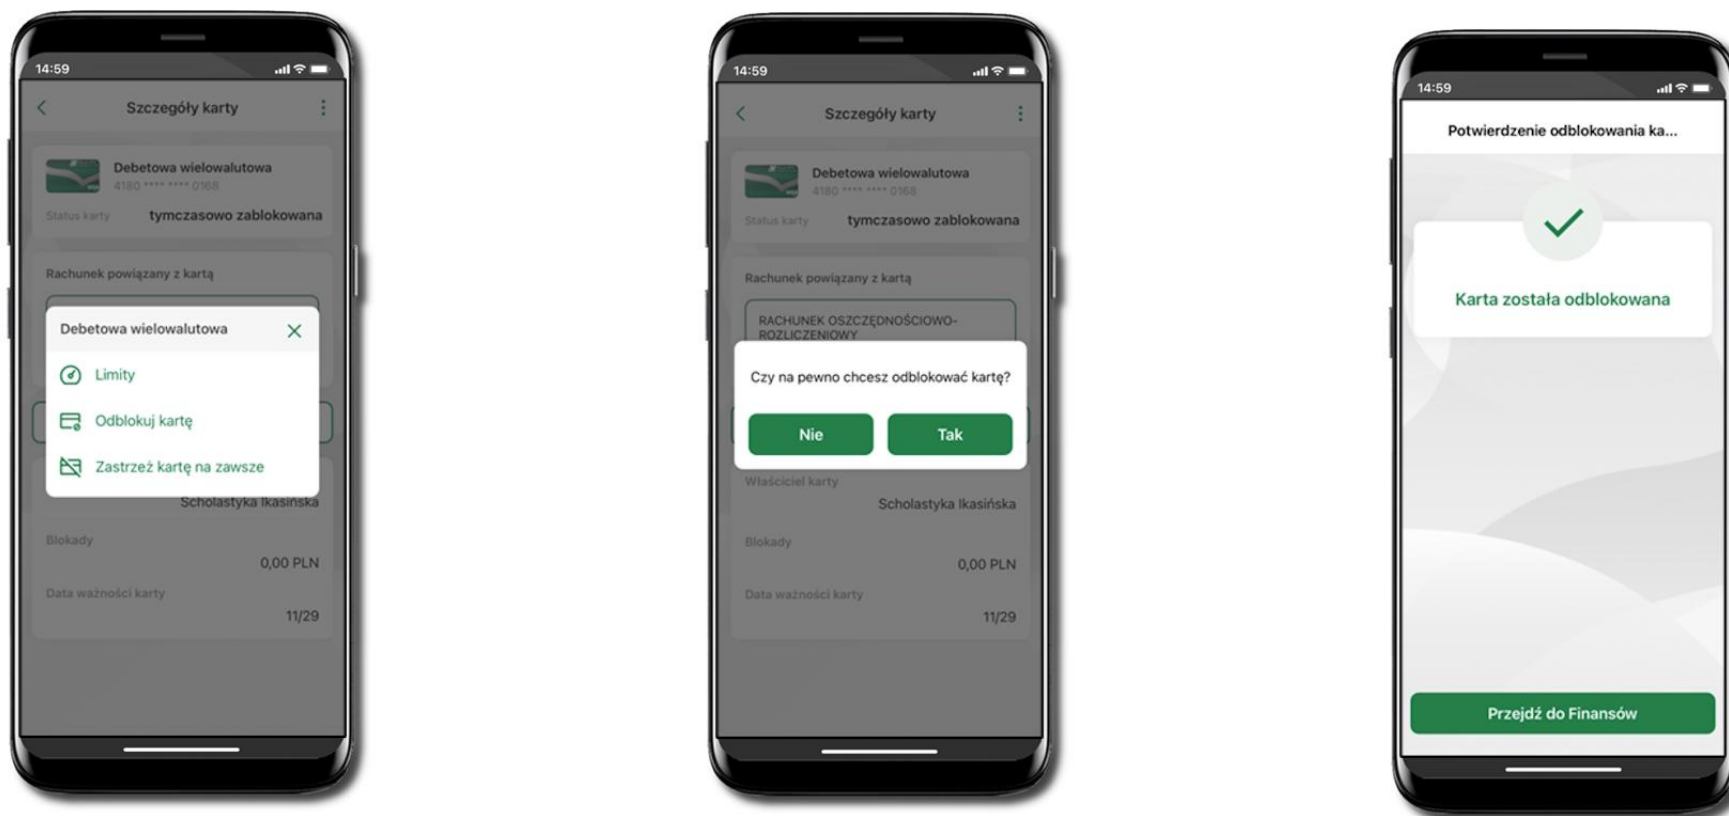 14:59
Szczegóły karty
Debetowa wielowalutowa
4180 **** **** 0168
Status karty tymczasowo zablokowana
Rachunek powiązany z kartą
Debetowa wielowalutowa
Limity
Odblokuj kartę
Zastrzeż kartę na zawsze
Scholastyka Ikasińska
Blokady
0,00 PLN
Data ważności karty
11/29
14:59
Szczegóły karty
Debetowa wielowalutowa
4180 **** **** 0168
Status karty tymczasowo zablokowana
Rachunek powiązany z kartą
RACHUNEK OSZCZĘDNOŚCIOWO-
ROZLICZENIOWY
Czy na pewno chcesz odblokować kartę?
Nie Tak
Właściciel karty
Scholastyka Ikasińska
Blokady
0,00 PLN
Data ważności karty
11/29
14:59
Potwierdzenie odblokowania ka...
Karta została odblokowana
Przejdź do Finansów